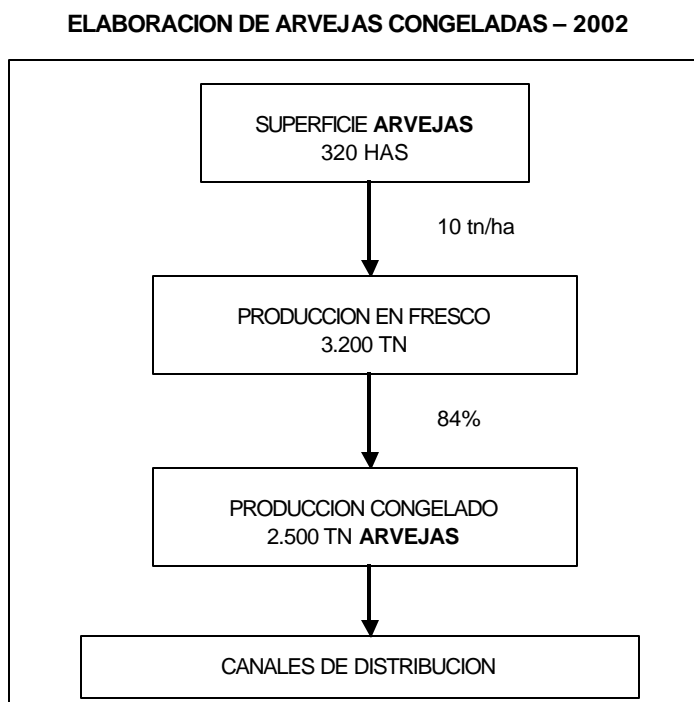 ELABORACION DE ARVEJAS CONGELADAS – 2002
SUPERFICIE ARVEJAS
320 HAS
10 tn/ha
PRODUCCION EN FRESCO
3.200 TN
84%
PRODUCCION CONGELADO
2.500 TN ARVEJAS
CANALES DE DISTRIBUCION